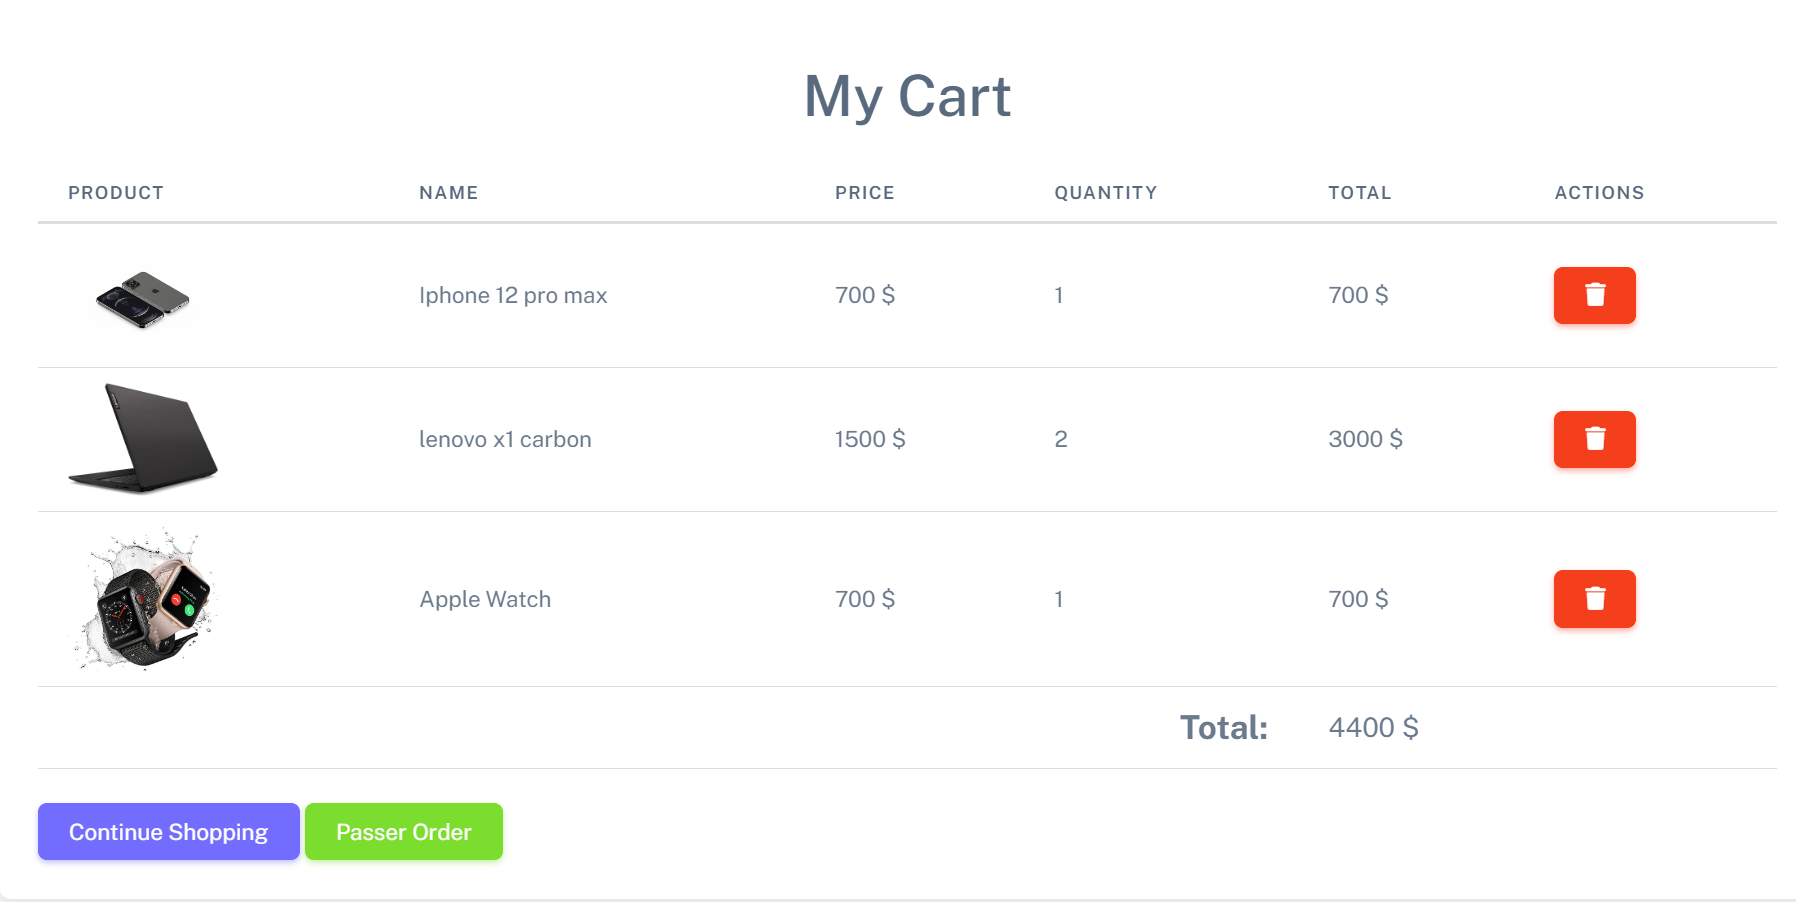 My Cart
PRODUCT NAME PRICE QUANTITY TOTAL ACTIONS
Iphone 12 pro max 700 $ 1 700 $
lenovo x1 carbon 1500 $ 2 3000 $
Apple Watch 700 $ 1 700 $
Total: 4400 $
Continue Shopping Passer Order